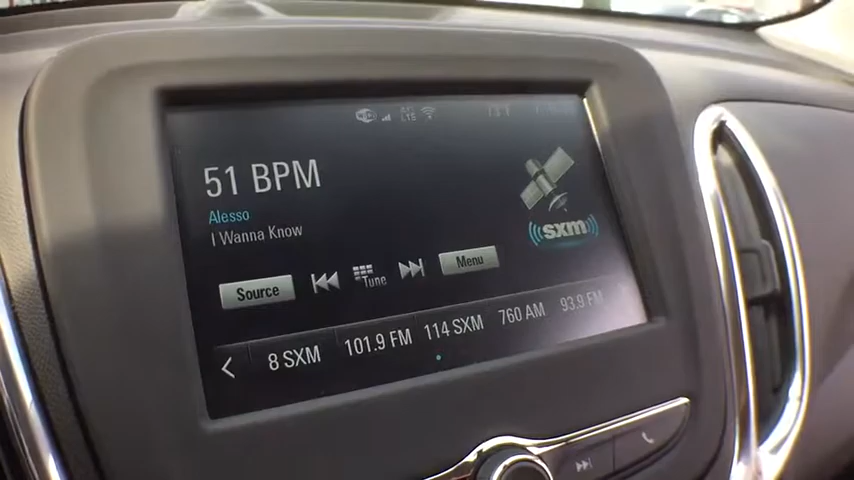 LTE
51 BPM
Alesso
I Wanna Know
sxm
Source
Tune
Menu
8 SXM
101.9 FM
114 SXM
760 AM
93.9 FM